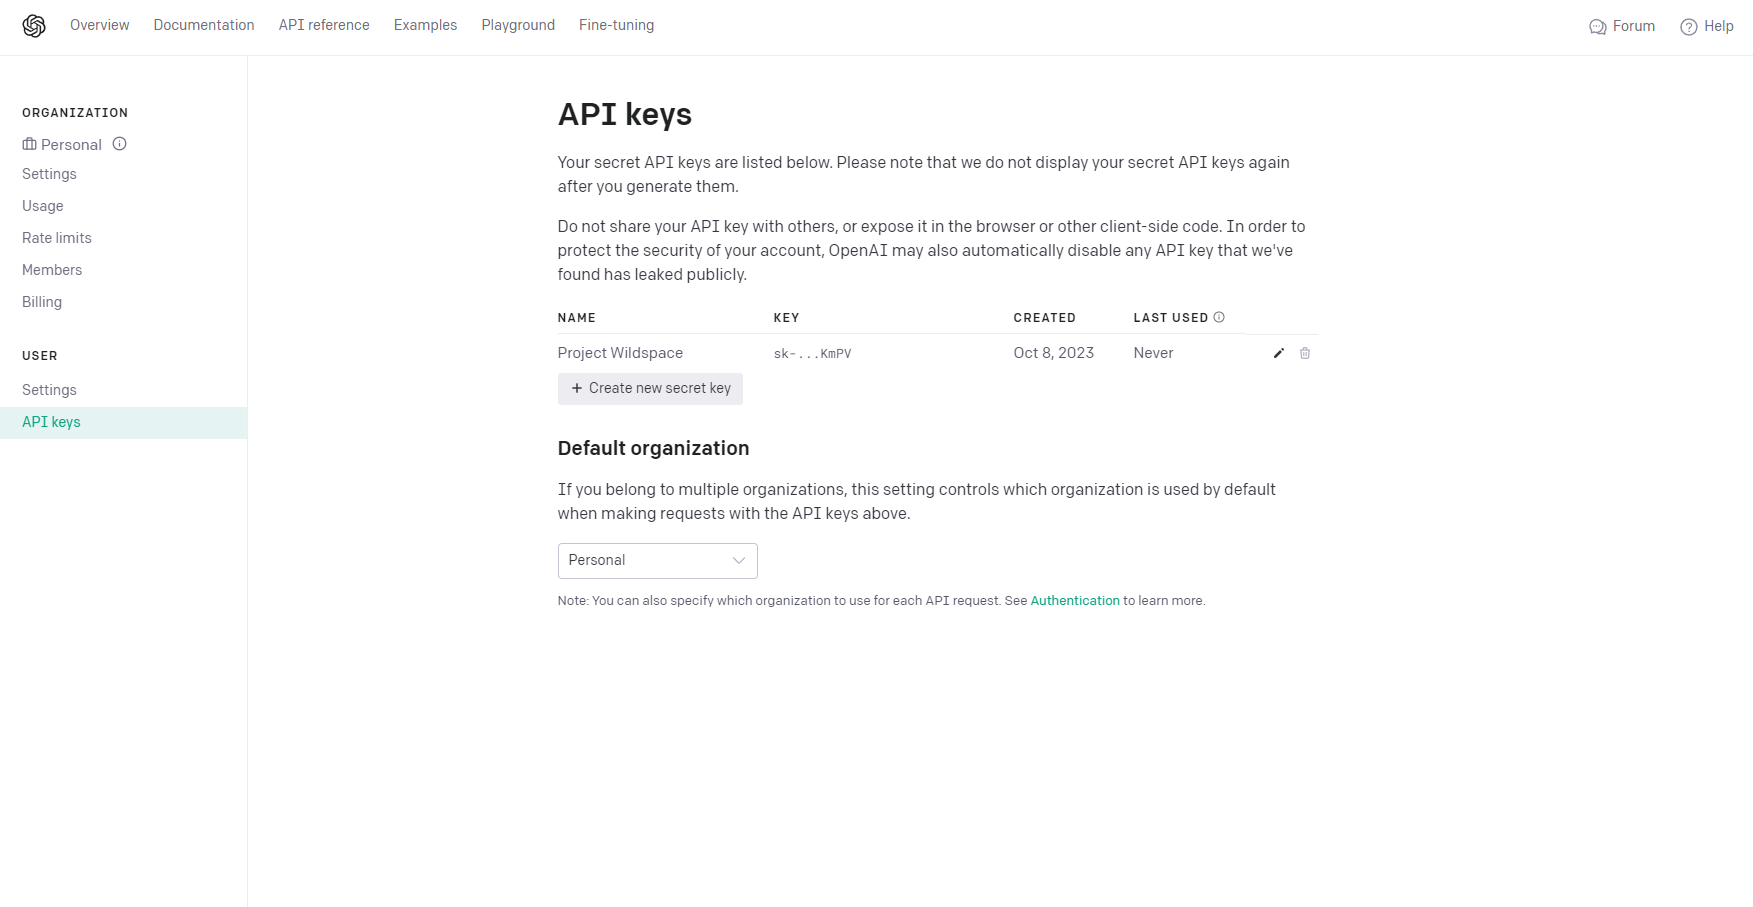 Overview Documentation API reference Examples Playground Fine-tuning Forum Help
ORGANIZATION
Personal
Settings
Usage
Rate limits
Members
Billing
USER
Settings
API keys
API keys
Your secret API keys are listed below. Please note that we do not display your secret API keys again
after you generate them.
Do not share your API key with others, or expose it in the browser or other client-side code. In order to
protect the security of your account, OpenAI may also automatically disable any API key that we've
found has leaked publicly.
NAME KEY CREATED LAST USED
Project Wildspace sk-...KmPV Oct 8, 2023 Never
+ Create new secret key
Default organization
If you belong to multiple organizations, this setting controls which organization is used by default
when making requests with the API keys above.
Personal
Note: You can also specify which organization to use for each API request. See Authentication to learn more.